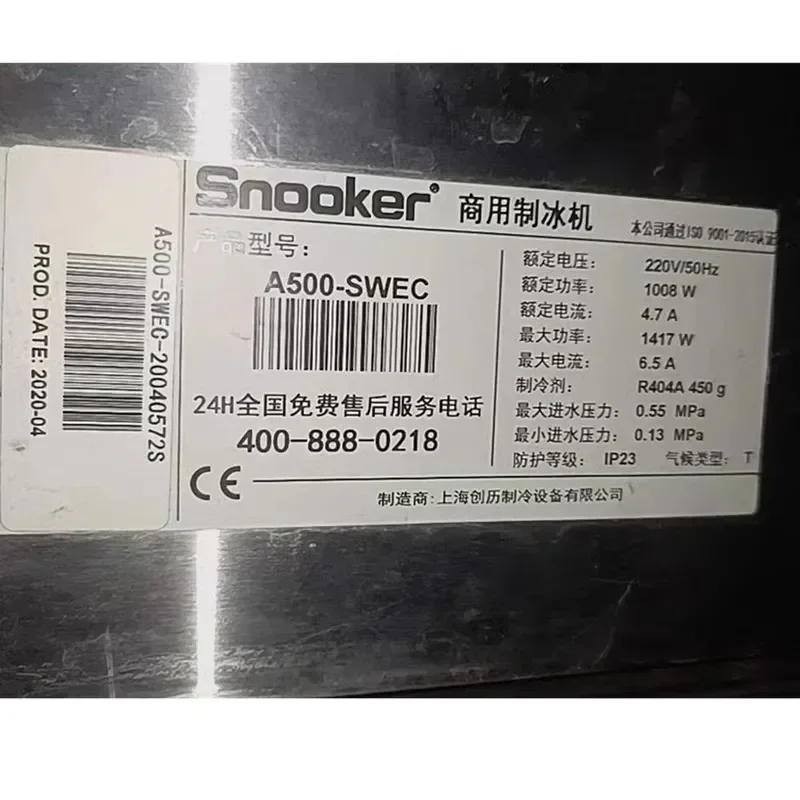 Snooker® 商用制冰机 本公司通过ISO 9001-2015认证
产品型号：
A500-SWEC
24H全国免费售后服务电话
400-888-0218
CE
额定电压： 220V/50Hz
额定功率： 1008 W
额定电流： 4.7 A
最大功率： 1417 W
最大电流： 6.5 A
制冷剂： R404A 450 g
最大进水压力： 0.55 MPa
最小进水压力： 0.13 MPa
防护等级： IP23 气候类型： T
制造商：上海创历制冷设备有限公司
A500-SWEC-20040572S
PROD. DATE: 2020-04